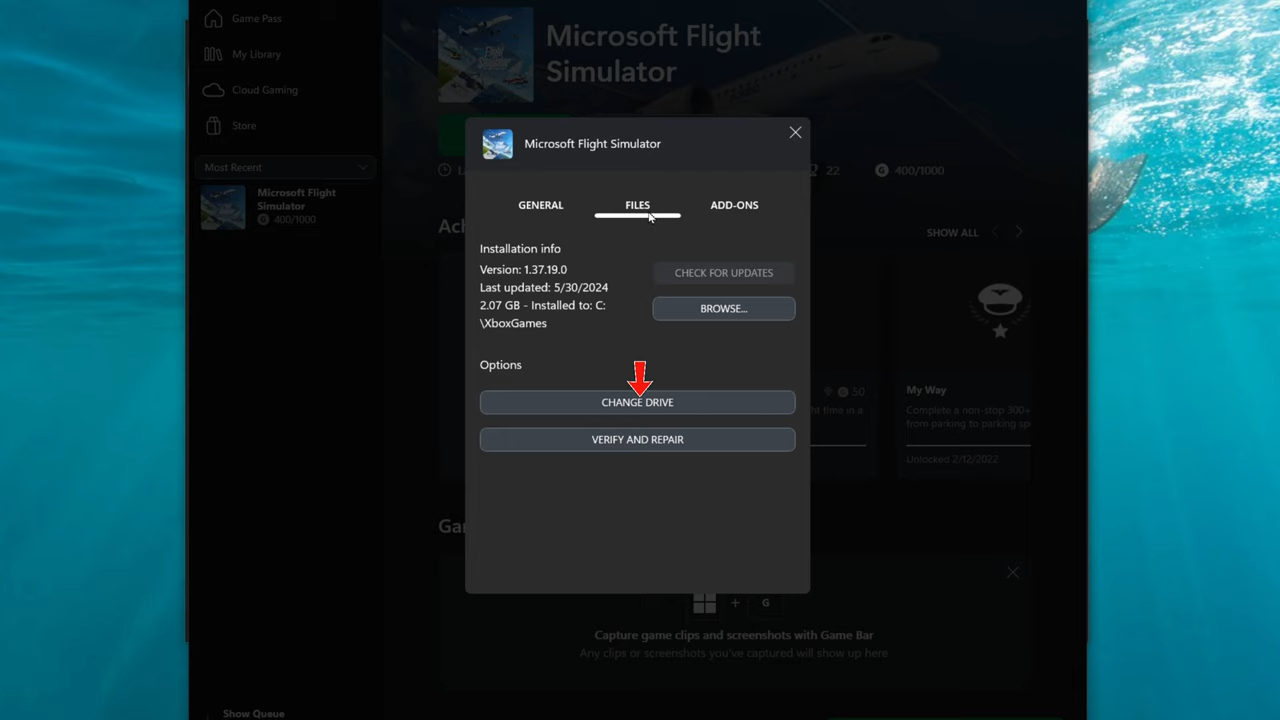 Game Pass
My Library
Cloud Gaming
Store
Most Recent
Microsoft Flight
Simulator
400/1000
Microsoft Flight
Simulator
22
400/1000
SHOW ALL
Microsoft Flight Simulator
GENERAL
FILES
ADD-ONS
Installation info
Version: 1.37.19.0
Last updated: 5/30/2024
2.07 GB - Installed to: C:
\XboxGames
CHECK FOR UPDATES
BROWSE...
Options
CHANGE DRIVE
VERIFY AND REPAIR
50
ht time in a
My Way
Complete a non-stop 300+
from parking to parking sp
Unlocked 2/12/2022
G
Capture game clips and screenshots with Game Bar
Any clips or screenshots you've captured will show up here
Show Queue